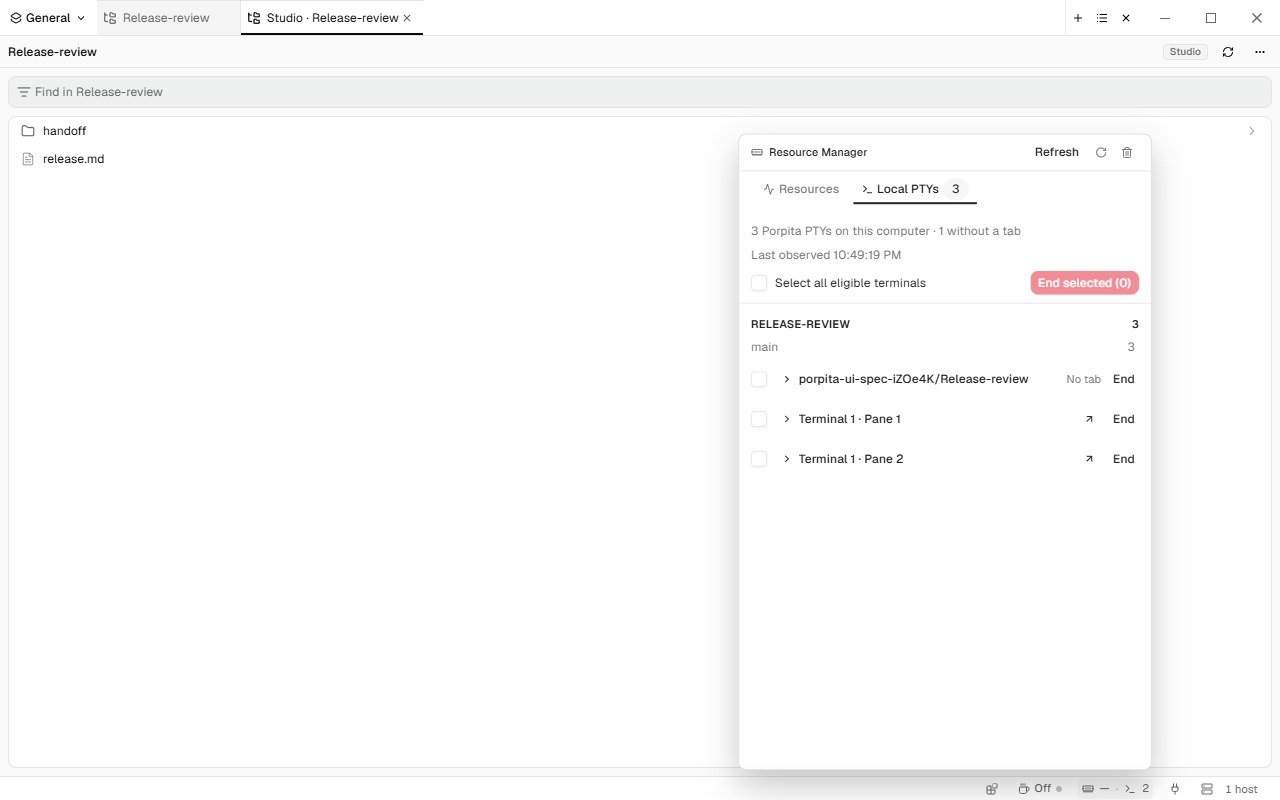 General
Release-review
Studio · Release-review
Release-review
Studio
Find in Release-review
handoff
release.md
Resource Manager
Refresh
Resources
Local PTYs 3
3 Porpita PTYs on this computer · 1 without a tab
Last observed 10:49:19 PM
Select all eligible terminals
End selected (0)
RELEASE-REVIEW 3
main 3
porpita-ui-spec-iZOe4K/Release-review No tab End
Terminal 1 · Pane 1 End
Terminal 1 · Pane 2 End
Off — · 2 1 host